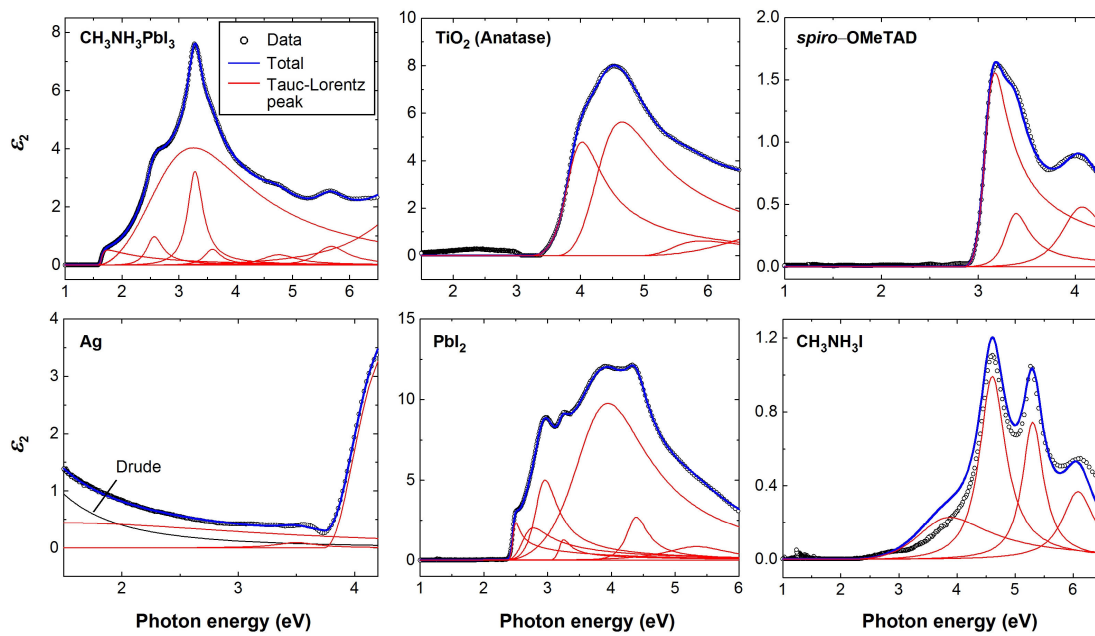 CH₃NH₃PbI₃
Data
Total
Tauc-Lorentz
peak
ε₂
8
6
4
2
0
1 2 3 4 5 6
TiO₂ (Anatase)
10
8
6
4
2
0
2 3 4 5 6
spiro–OMeTAD
2.0
1.5
1.0
0.5
0.0
1 2 3 4
Ag
Drude
ε₂
4
3
2
1
0
2 3 4
Photon energy (eV)
PbI₂
15
10
5
0
1 2 3 4 5 6
Photon energy (eV)
CH₃NH₃I
1.2
0.8
0.4
0.0
1 2 3 4 5 6
Photon energy (eV)